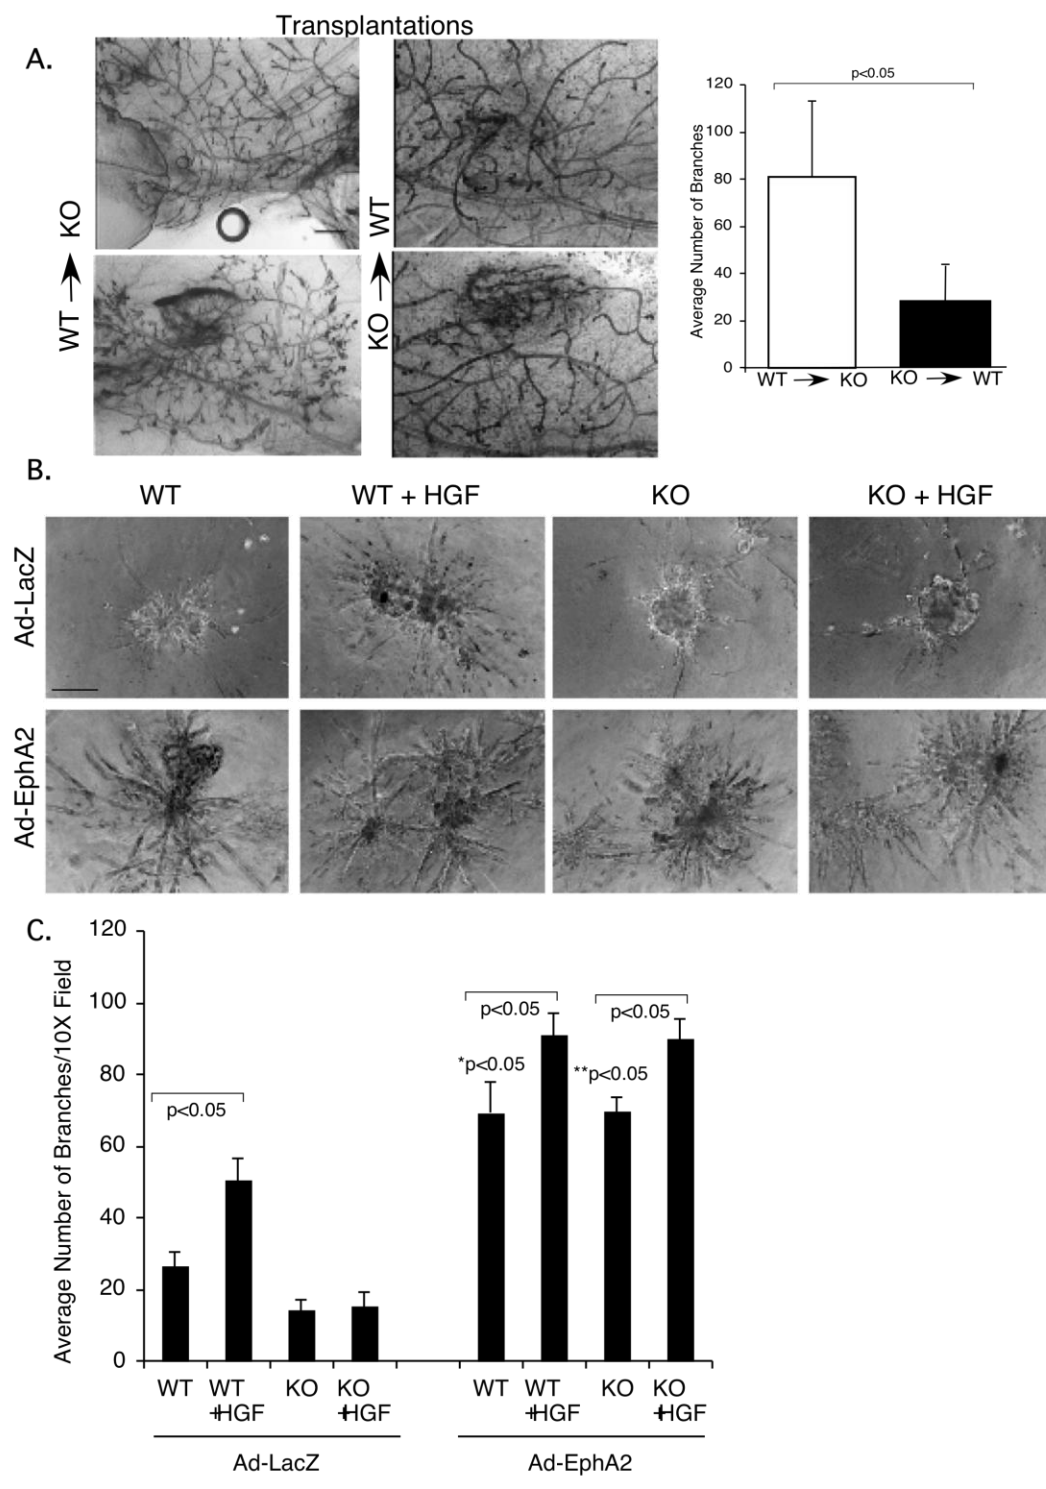 Transplantations
A.
WT → KO
KO → WT
p<0.05
120
100
80
60
40
20
0
Average Number of Branches
WT → KO
KO → WT
B.
WT
WT + HGF
KO
KO + HGF
Ad-LacZ
Ad-EphA2
C.
120
100
80
60
40
20
0
Average Number of Branches/10X Field
p<0.05
p<0.05
p<0.05
*p<0.05
**p<0.05
WT
WT
+HGF
KO
KO
+HGF
WT
WT
+HGF
KO
KO
+HGF
Ad-LacZ
Ad-EphA2